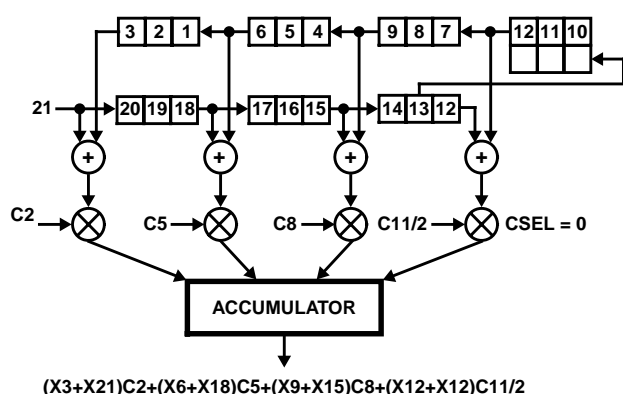 3 2 1 6 5 4 9 8 7 12 11 10
21 20 19 18 17 16 15 14 13 12
+ + + +
C2 C5 C8 C11/2 CSEL = 0
ACCUMULATOR
(X3+X21)C2+(X6+X18)C5+(X9+X15)C8+(X12+X12)C11/2